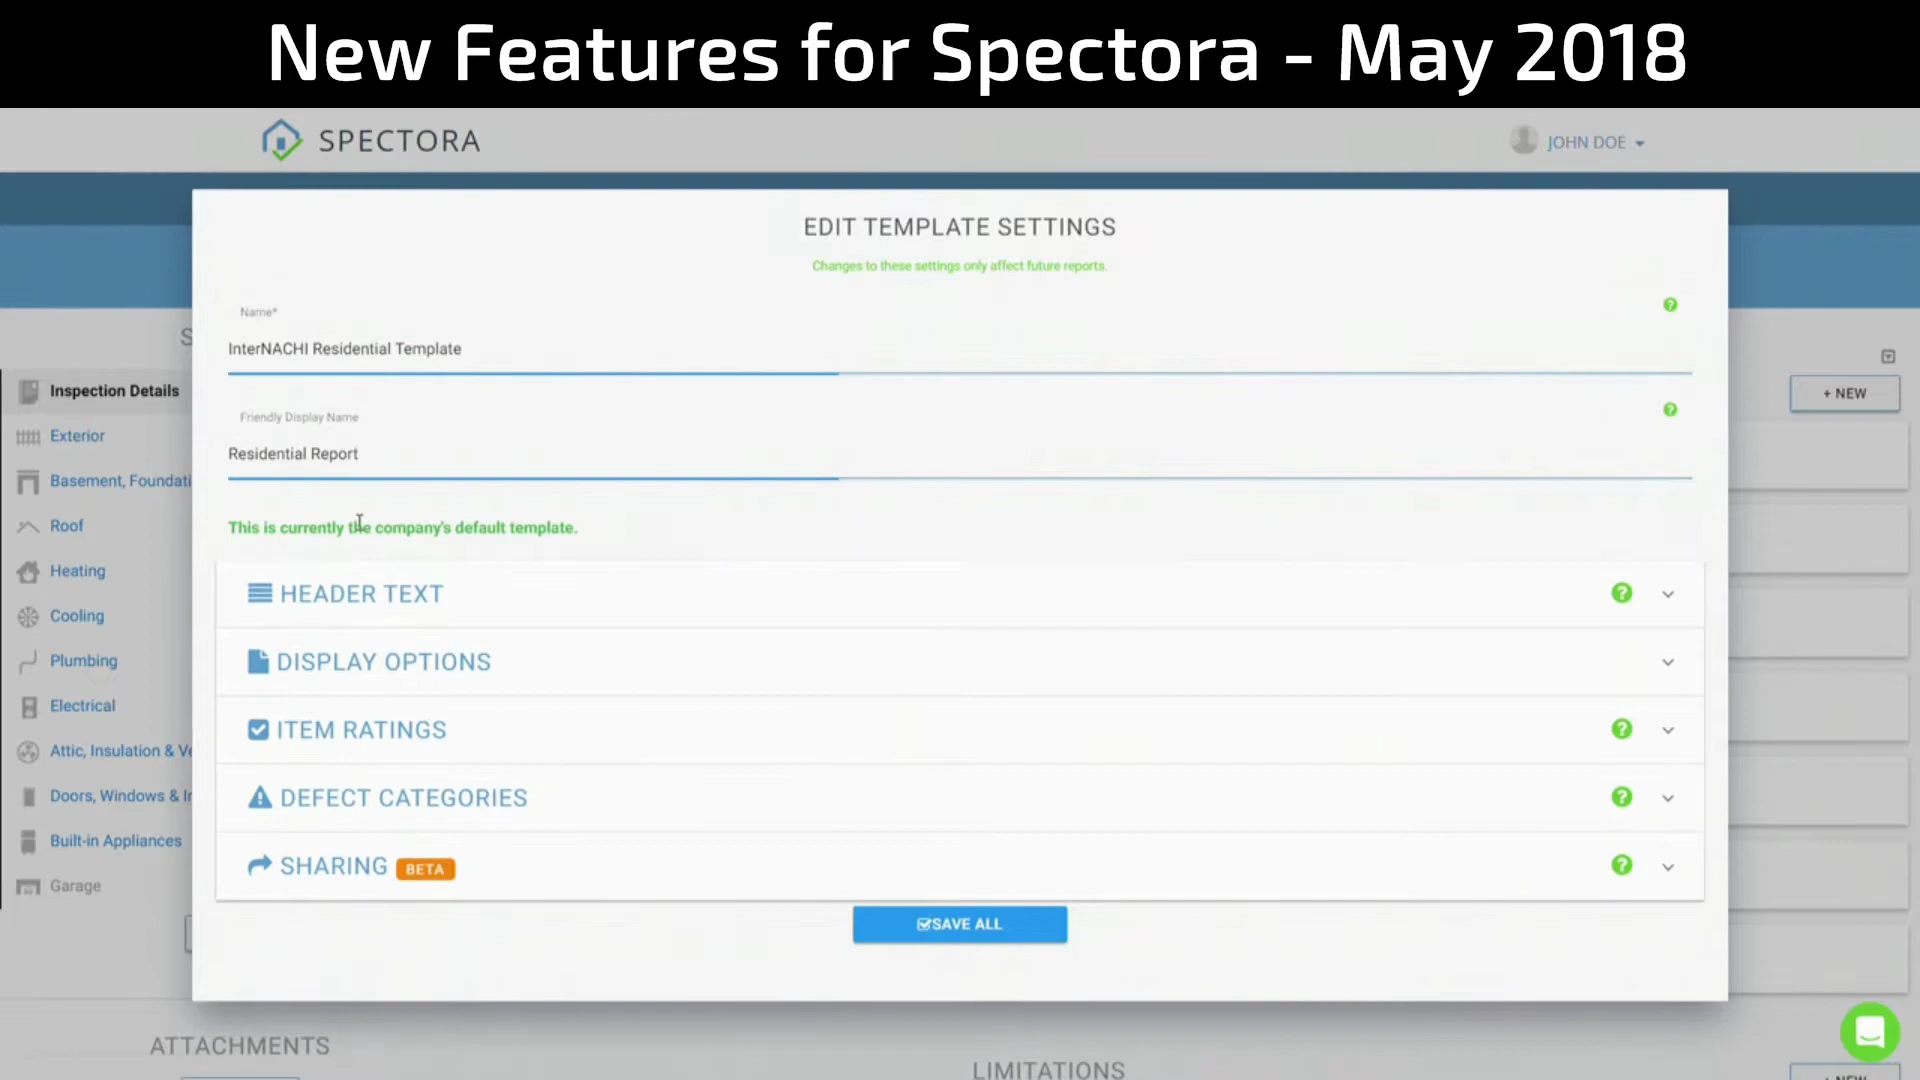 New Features for Spectora - May 2018
SPECTORA
JOHN DOE
EDIT TEMPLATE SETTINGS
Changes to these settings only affect future reports.
Name*
InterNACHI Residential Template
Friendly Display Name
Residential Report
This is currently the company's default template.
HEADER TEXT
DISPLAY OPTIONS
ITEM RATINGS
DEFECT CATEGORIES
SHARING BETA
SAVE ALL
S
Inspection Details
Exterior
Basement, Foundati
Roof
Heating
Cooling
Plumbing
Electrical
Attic, Insulation & Ve
Doors, Windows & In
Built-in Appliances
Garage
+ NEW
ATTACHMENTS
LIMITATIONS
+ NEW